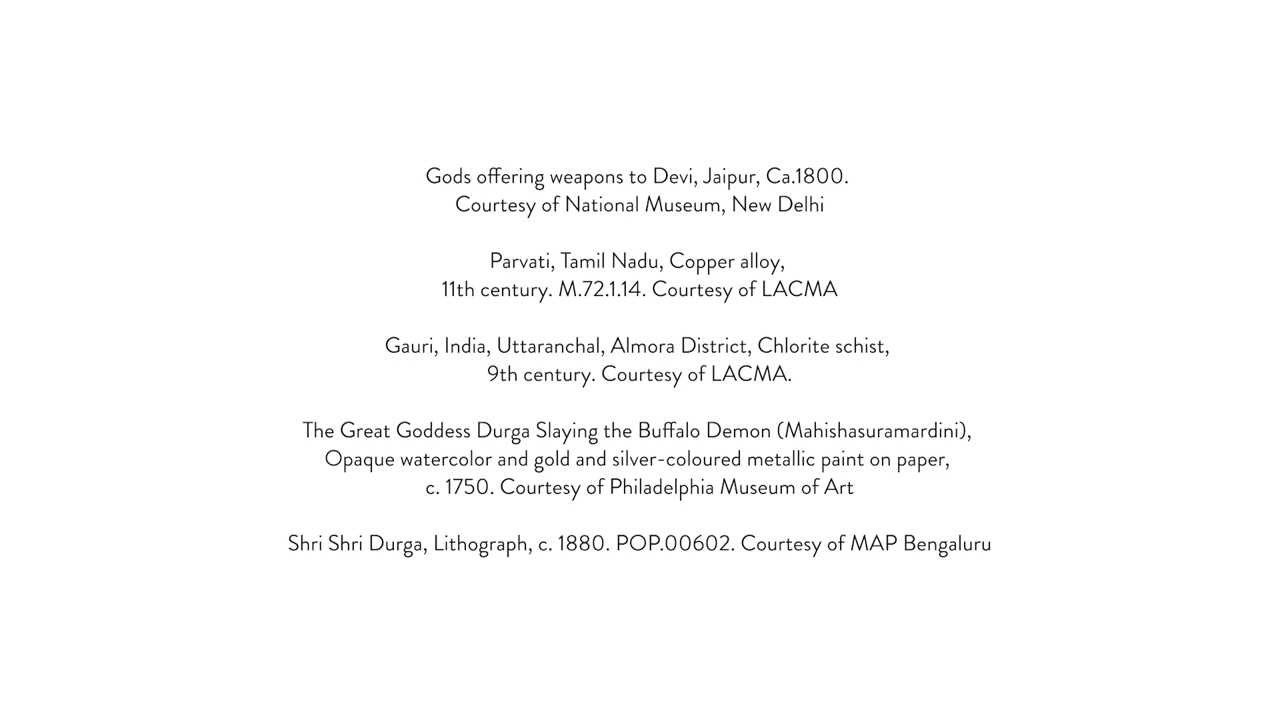 Gods offering weapons to Devi, Jaipur, Ca.1800.
Courtesy of National Museum, New Delhi
Parvati, Tamil Nadu, Copper alloy,
11th century. M.72.1.14. Courtesy of LACMA
Gauri, India, Uttaranchal, Almora District, Chlorite schist,
9th century. Courtesy of LACMA.
The Great Goddess Durga Slaying the Buffalo Demon (Mahishasuramardini),
Opaque watercolor and gold and silver-coloured metallic paint on paper,
c. 1750. Courtesy of Philadelphia Museum of Art
Shri Shri Durga, Lithograph, c. 1880. POP.00602. Courtesy of MAP Bengaluru